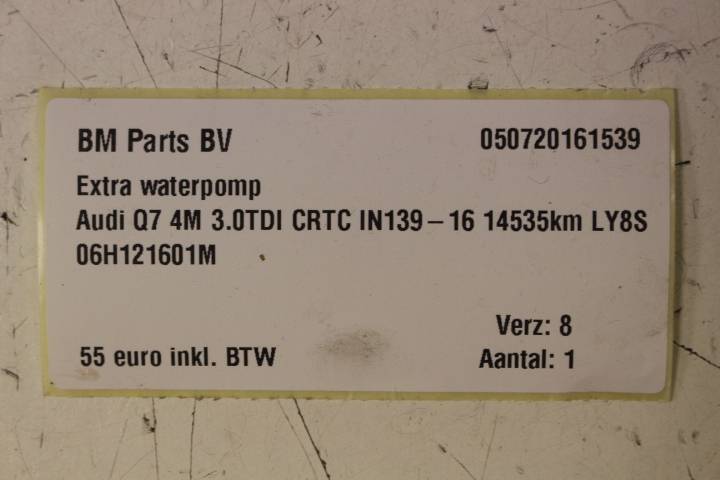 BM Parts BV 050720161539
Extra waterpomp
Audi Q7 4M 3.0TDI CRTC IN139-16 14535km LY8S
06H121601M
Verz: 8
55 euro inkl. BTW Aantal: 1